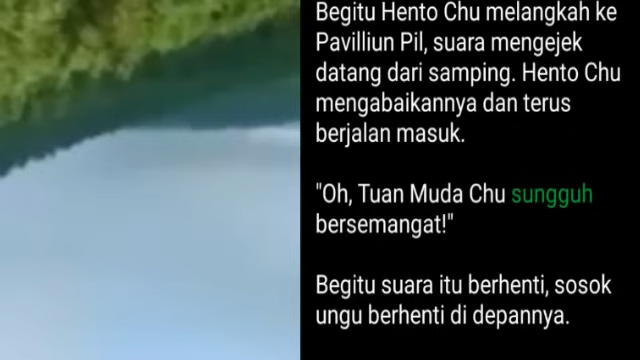 Begitu Hento Chu melangkah ke
Pavilliun Pil, suara mengejek
datang dari samping. Hento Chu
mengabaikannya dan terus
berjalan masuk.
"Oh, Tuan Muda Chu sungguh
bersemangat!"
Begitu suara itu berhenti, sosok
ungu berhenti di depannya.